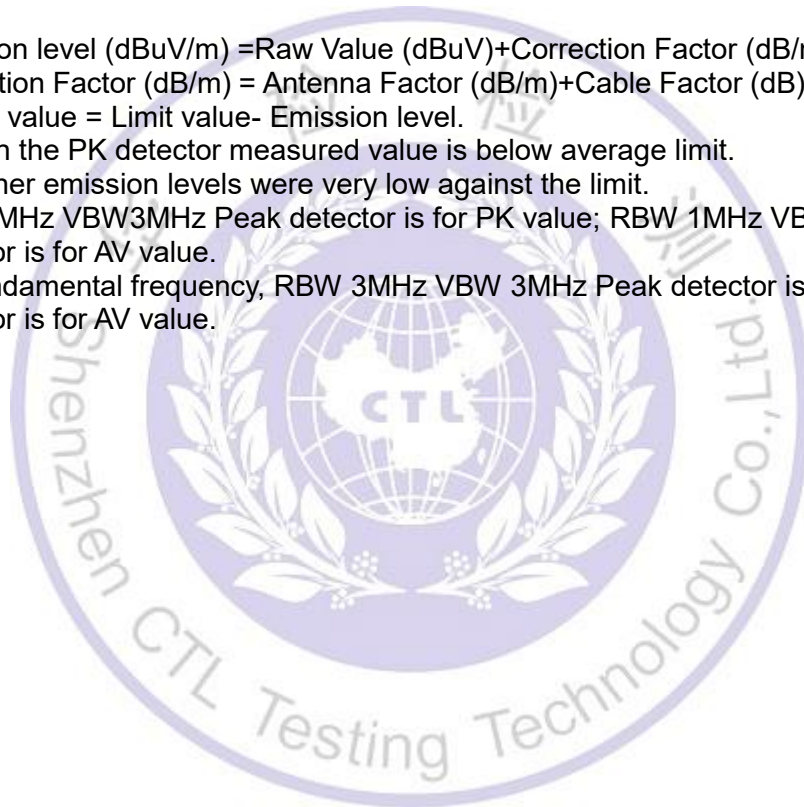 on level (dBuV/m) =Raw Value (dBuV)+Correction Factor (dB/m
tion Factor (dB/m) = Antenna Factor (dB/m)+Cable Factor (dB)
value = Limit value- Emission level.
n the PK detector measured value is below average limit.
her emission levels were very low against the limit.
MHz VBW3MHz Peak detector is for PK value; RBW 1MHz VB
or is for AV value.
ndamental frequency, RBW 3MHz VBW 3MHz Peak detector is
or is for AV value.
检 测
CTL
Shenzhen CTL Testing Technology Co.,Ltd.